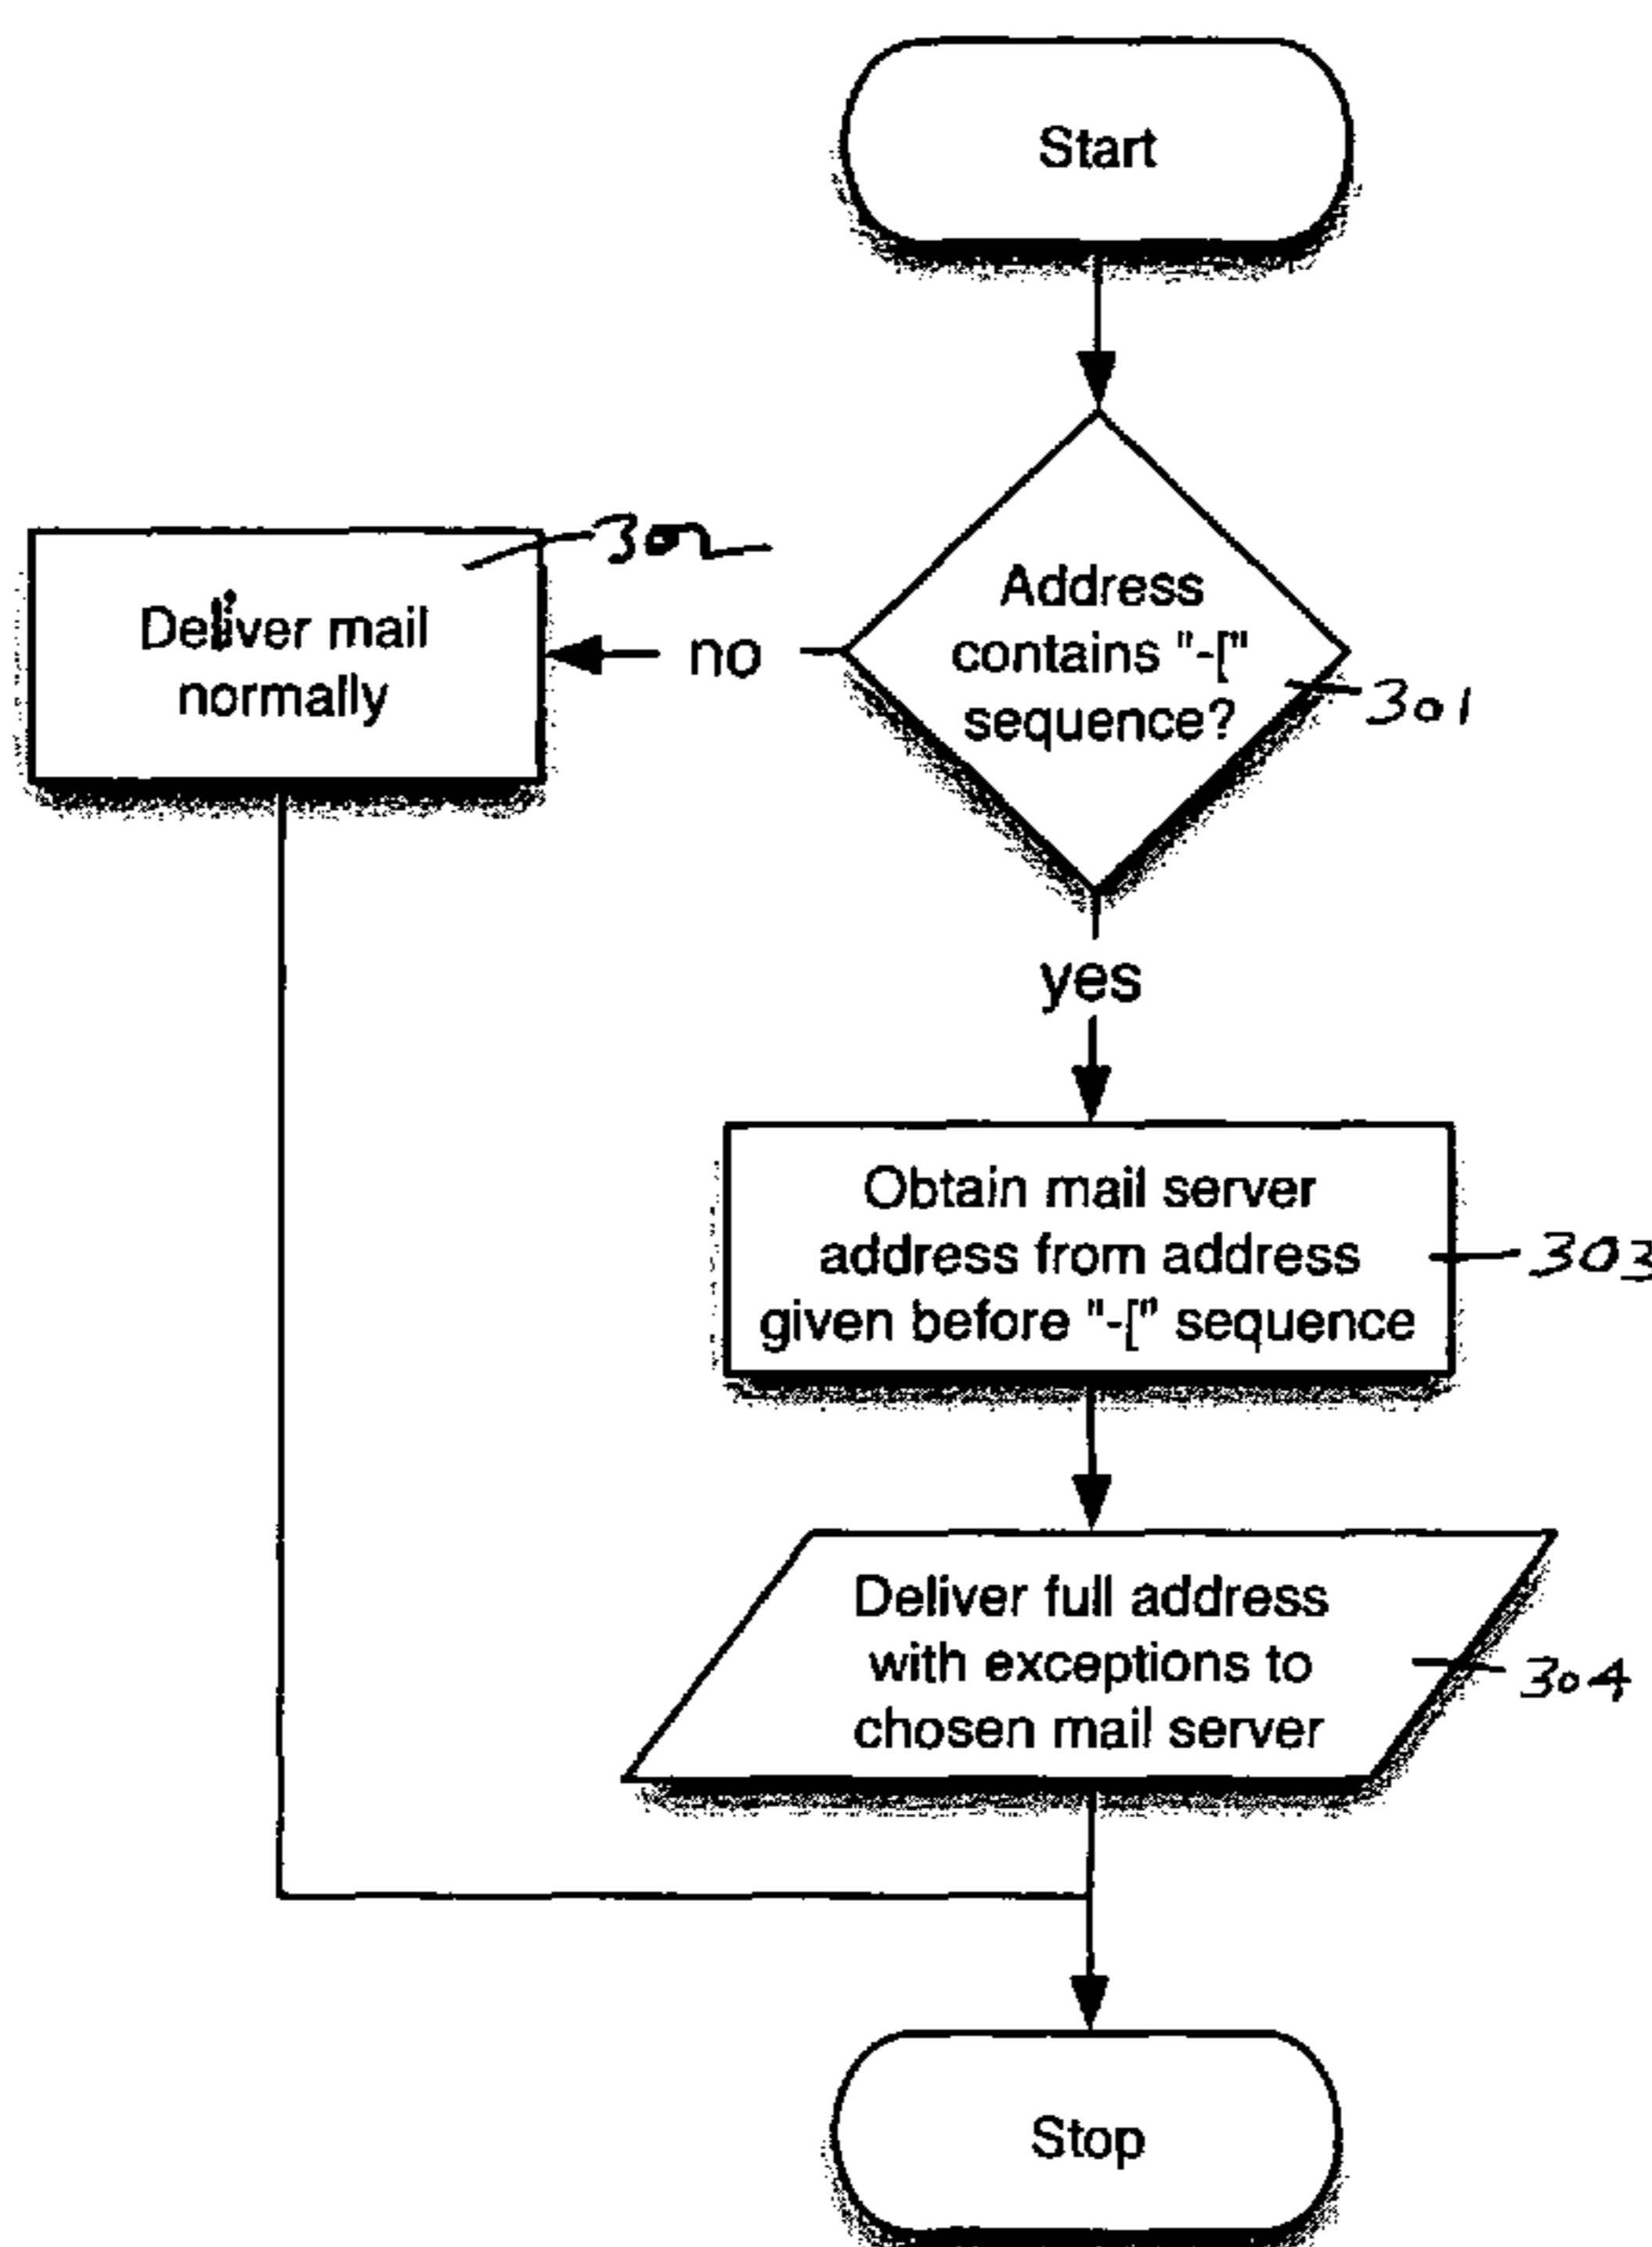 Start
Address
contains "-["
sequence?
301
no
Deliver mail
normally
302
yes
Obtain mail server
address from address
given before "-[" sequence
303
Deliver full address
with exceptions to
chosen mail server
304
Stop